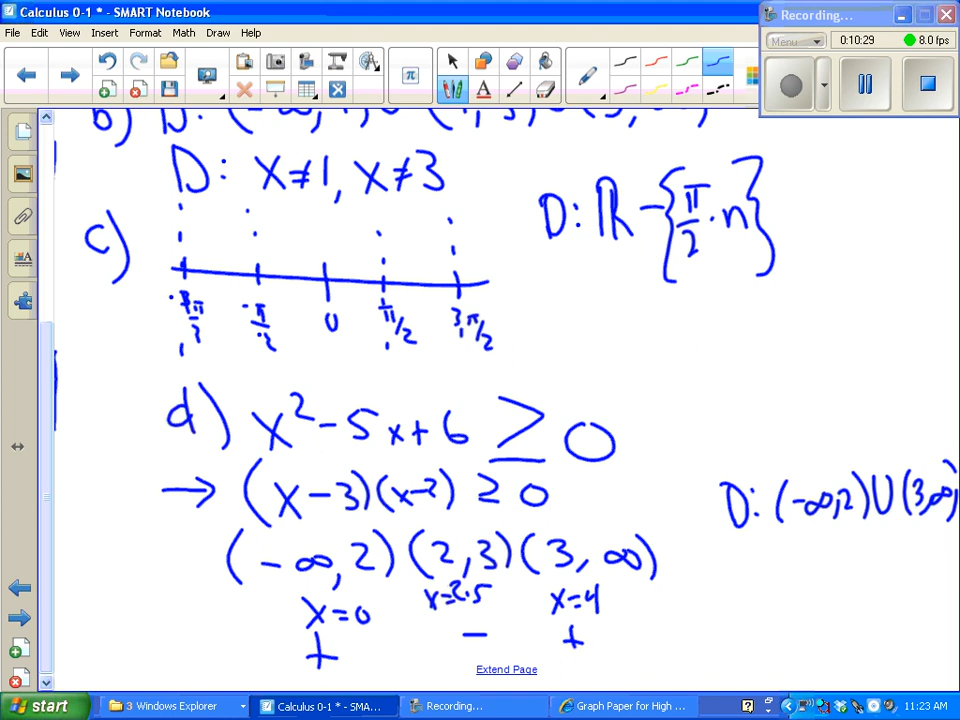 Calculus 0-1 * - SMART Notebook
File Edit View Insert Format Math Draw Help
Recording...
Menu
0:10:29
8.0 fps
D: x≠1, x≠3
c)
D: ℝ - {π/2 · n}
-π/2 0 π/2 3π/2
d) x² - 5x + 6 ≥ 0
→ (x-3)(x-2) ≥ 0
D: (-∞,2) U (3,∞)
(-∞, 2) (2, 3) (3, ∞)
x=0 x=2.5 x=4
+ - +
Extend Page
start
3 Windows Explorer
Calculus 0-1 * - SMA...
Recording...
Graph Paper for High ...
11:23 AM